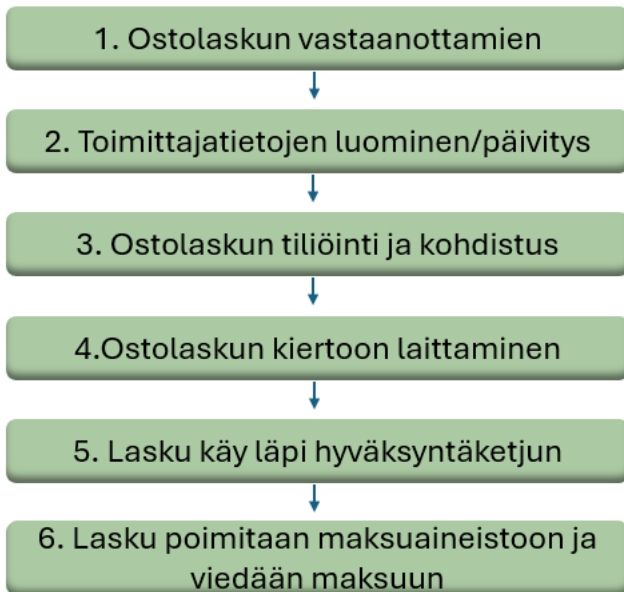 1. Ostolaskun vastaanottamien
2. Toimittajatietojen luominen/päivitys
3. Ostolaskun tiliöinti ja kohdistus
4.Ostolaskun kiertoon laittaminen
5. Lasku käy läpi hyväksyntäketjun
6. Lasku poimitaan maksuaineistoon ja
viedään maksuun